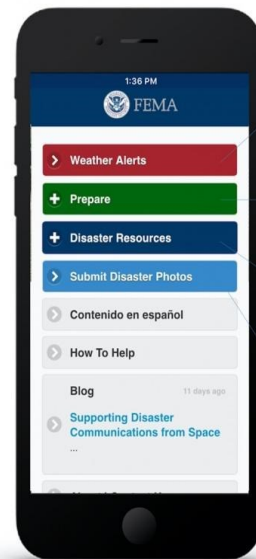 1:36 PM
FEMA
Weather Alerts
Prepare
Disaster Resources
Submit Disaster Photos
Contenido en español
How To Help
Blog 11 days ago
Supporting Disaster
Communications from Space
...